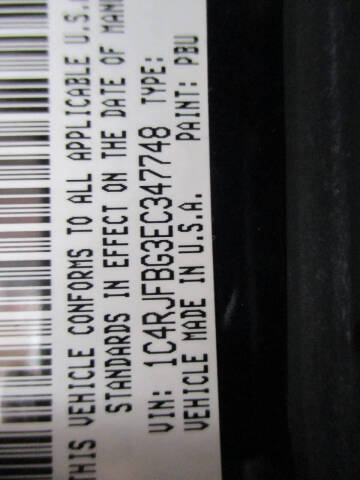 THIS VEHICLE CONFORMS TO ALL APPLICABLE U.S.
STANDARDS IN EFFECT ON THE DATE OF MAN
VIN: 1C4RJFBG3EC347748 TYPE:
VEHICLE MADE IN U.S.A. PAINT: PBU